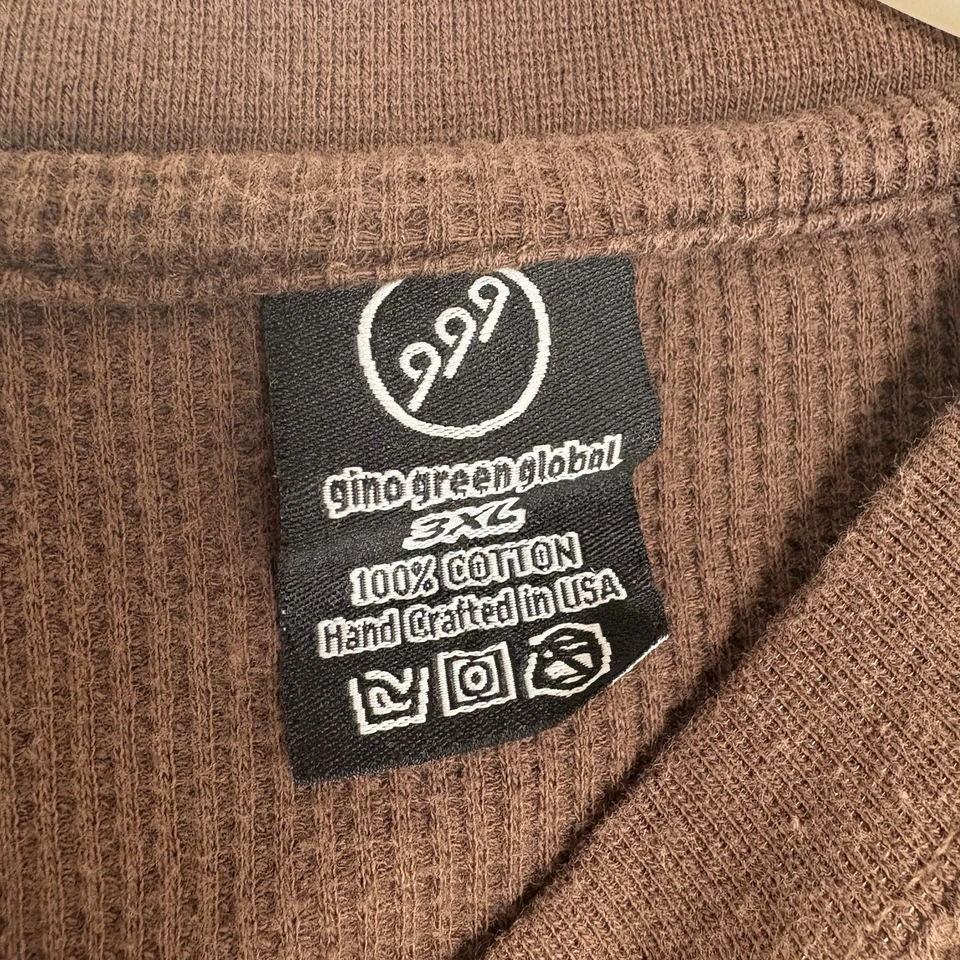 999
gino green global
3XL
100% COTTON
Hand Crafted in USA